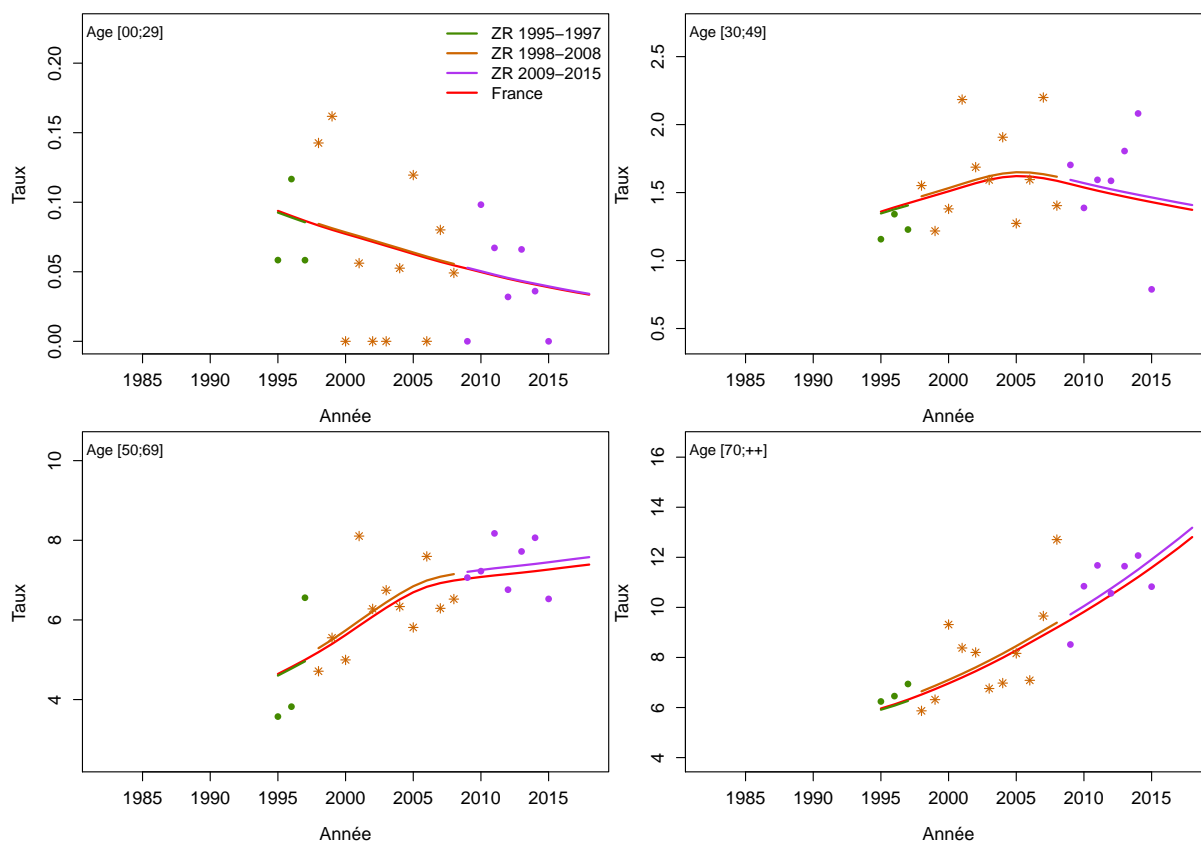 Age [00;29]
ZR 1995−1997
ZR 1998−2008
ZR 2009−2015
France
Taux
0.20
0.15
0.10
0.05
0.00
1985 1990 1995 2000 2005 2010 2015
Année
Age [30;49]
Taux
2.5
2.0
1.5
1.0
0.5
1985 1990 1995 2000 2005 2010 2015
Année
Age [50;69]
Taux
10
8
6
4
1985 1990 1995 2000 2005 2010 2015
Année
Age [70;++]
Taux
16
14
12
10
8
6
4
1985 1990 1995 2000 2005 2010 2015
Année